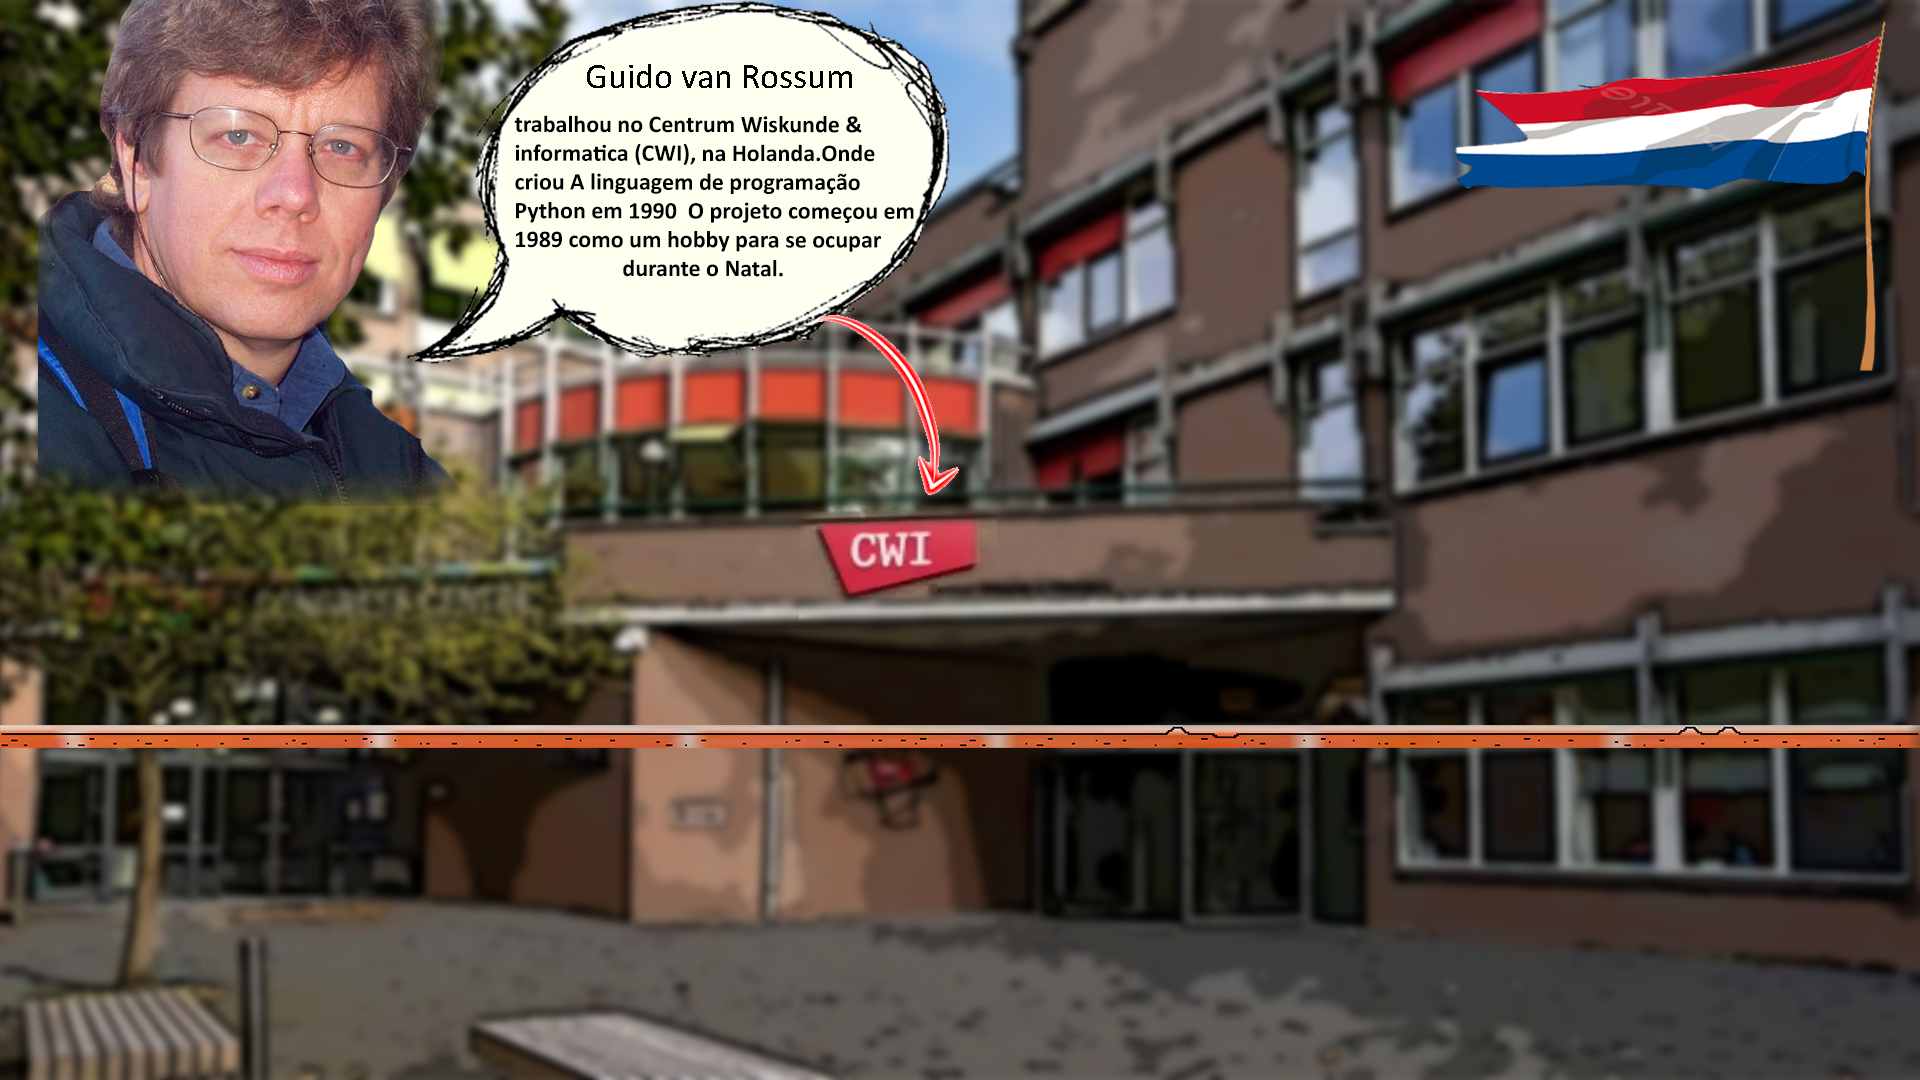 Guido van Rossum
trabalhou no Centrum Wiskunde &
informatica (CWI), na Holanda.Onde
criou A linguagem de programação
Python em 1990  O projeto começou em
1989 como um hobby para se ocupar
durante o Natal.
CWI